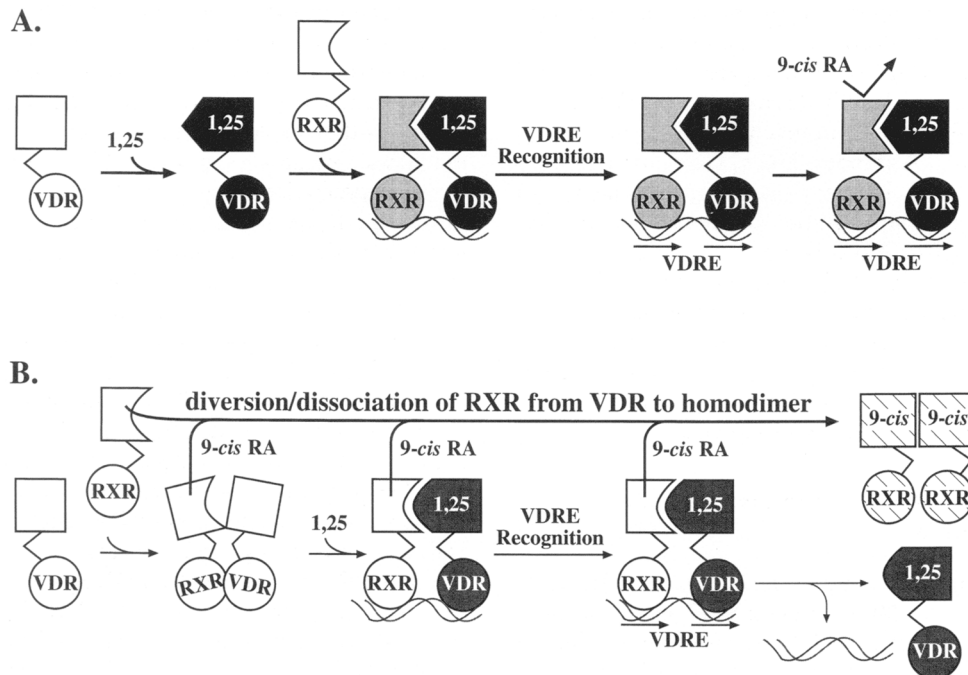 A.
9-cis RA
RXR
1,25
1,25
1,25
VDRE
Recognition
1,25
1,25
VDR
VDR
RXR
VDR
RXR
VDR
RXR
VDR
VDRE
VDRE
B.
diversion/dissociation of RXR from VDR to homodimer
9-cis
9-cis
9-cis RA
9-cis RA
9-cis RA
RXR
RXR
RXR
1,25
1,25
VDRE
Recognition
1,25
VDR
RXR
VDR
RXR
VDR
RXR
VDR
1,25
VDRE
VDR